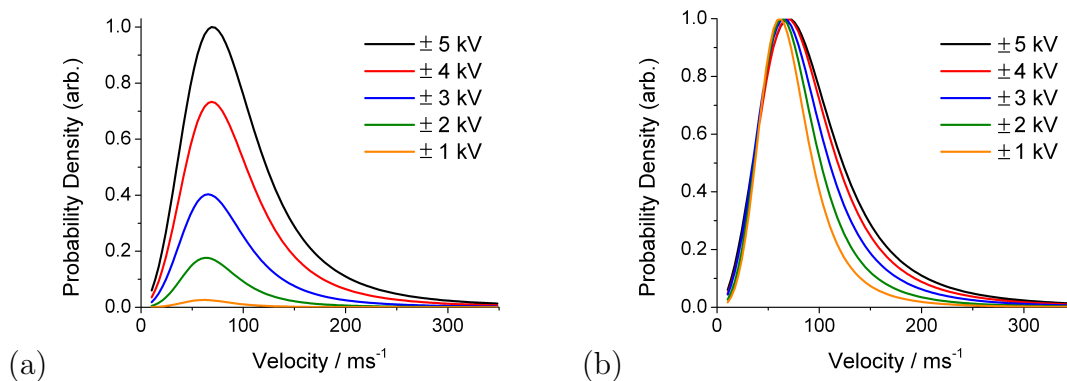 1.0
0.8
0.6
0.4
0.2
0.0
0
100
200
300
Probability Density (arb.)
Velocity / ms⁻¹
± 5 kV
± 4 kV
± 3 kV
± 2 kV
± 1 kV
(a)
1.0
0.8
0.6
0.4
0.2
0.0
0
100
200
300
Probability Density (arb.)
Velocity / ms⁻¹
± 5 kV
± 4 kV
± 3 kV
± 2 kV
± 1 kV
(b)